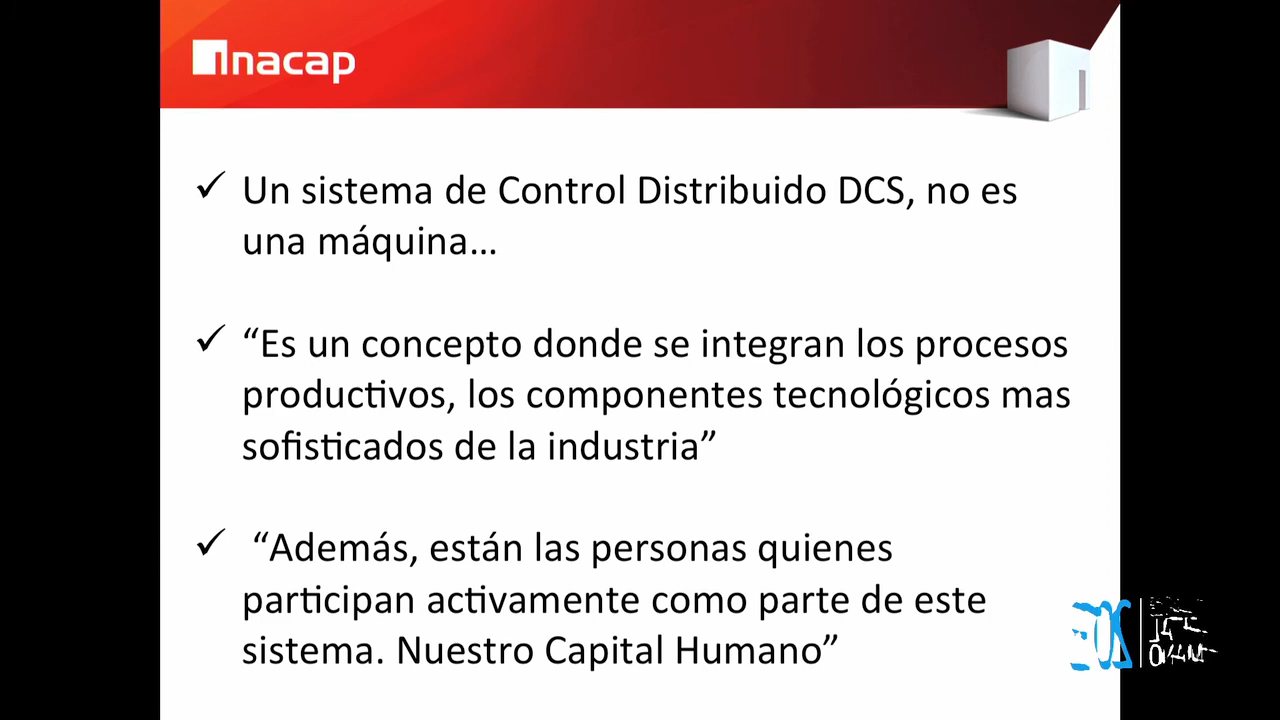 inacap
Un sistema de Control Distribuido DCS, no es
una máquina...
“Es un concepto donde se integran los procesos
productivos, los componentes tecnológicos mas
sofisticados de la industria”
“Además, están las personas quienes
participan activamente como parte de este
sistema. Nuestro Capital Humano”